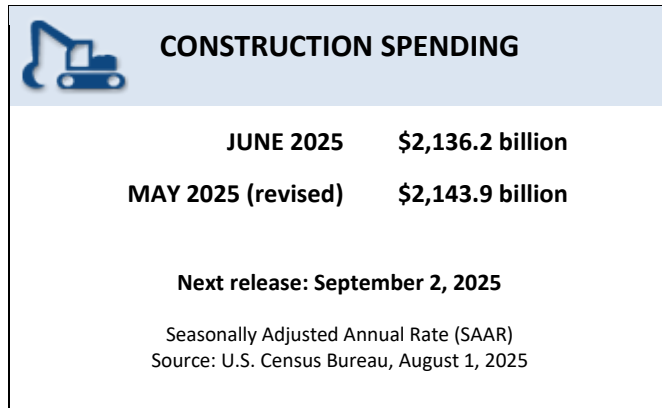 CONSTRUCTION SPENDING
JUNE 2025 $2,136.2 billion
MAY 2025 (revised) $2,143.9 billion
Next release: September 2, 2025
Seasonally Adjusted Annual Rate (SAAR)
Source: U.S. Census Bureau, August 1, 2025